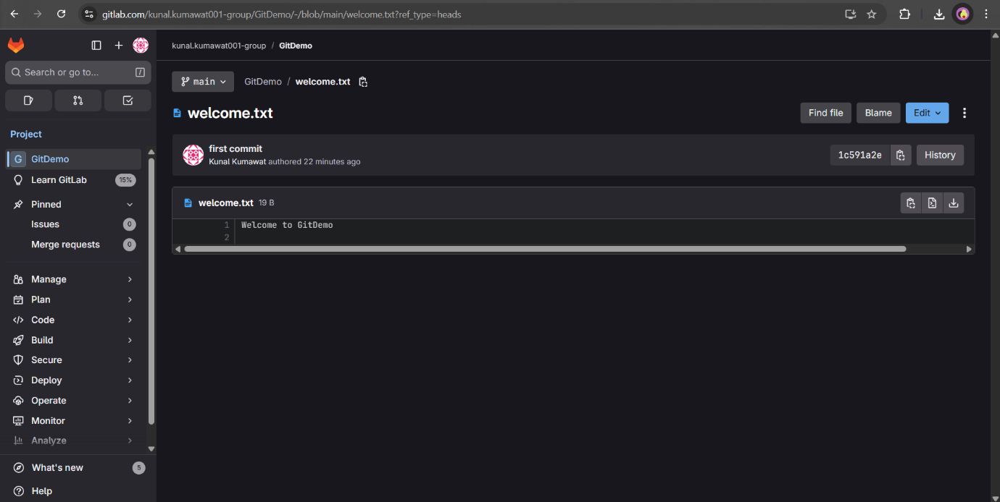 gitlab.com/kunal.kumawat001-group/GitDemo/-/blob/main/welcome.txt?ref_type=heads
Search or go to... /
Project
G GitDemo
Learn GitLab 15%
Pinned
Issues 0
Merge requests 0
Manage
Plan
Code
Build
Secure
Deploy
Operate
Monitor
Analyze
What's new 5
Help
kunal.kumawat001-group / GitDemo
main GitDemo / welcome.txt
welcome.txt Find file Blame Edit
first commit
Kunal Kumawat authored 22 minutes ago
1c591a2e History
welcome.txt 19 B
1 Welcome to GitDemo
2